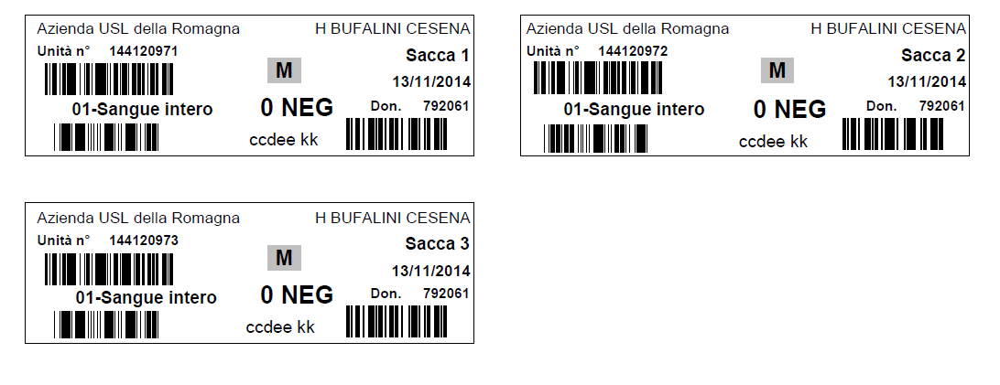 Azienda USL della Romagna H BUFALINI CESENA
Unità n° 144120971
Sacca 1
M
13/11/2014
01-Sangue intero
0 NEG
Don. 792061
ccdee kk
Azienda USL della Romagna H BUFALINI CESENA
Unità n° 144120972
Sacca 2
M
13/11/2014
01-Sangue intero
0 NEG
Don. 792061
ccdee kk
Azienda USL della Romagna H BUFALINI CESENA
Unità n° 144120973
Sacca 3
M
13/11/2014
01-Sangue intero
0 NEG
Don. 792061
ccdee kk